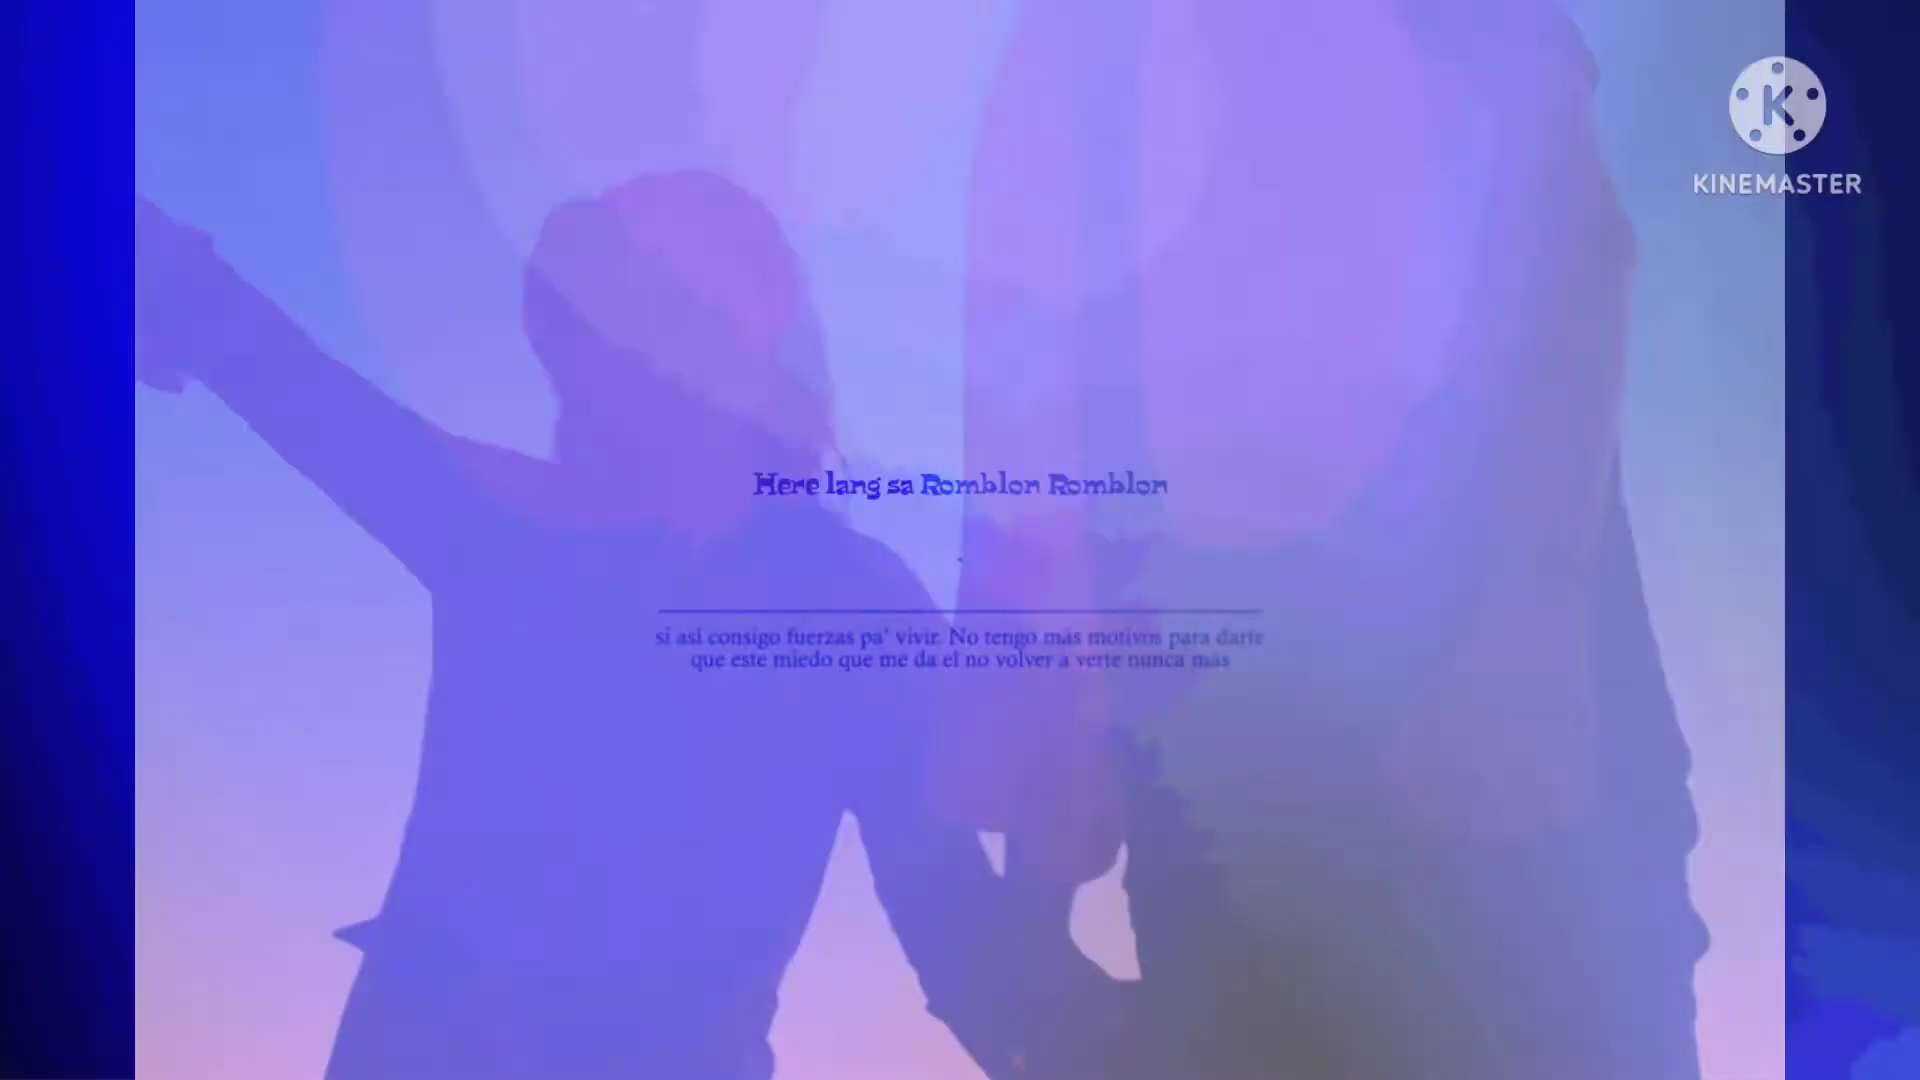 KINEMASTER
Here lang sa Romblon Romblon
si así consigo fuerzas pa' vivir. No tengo más motivos para darte
que este miedo que me da el no volver a verte nunca más